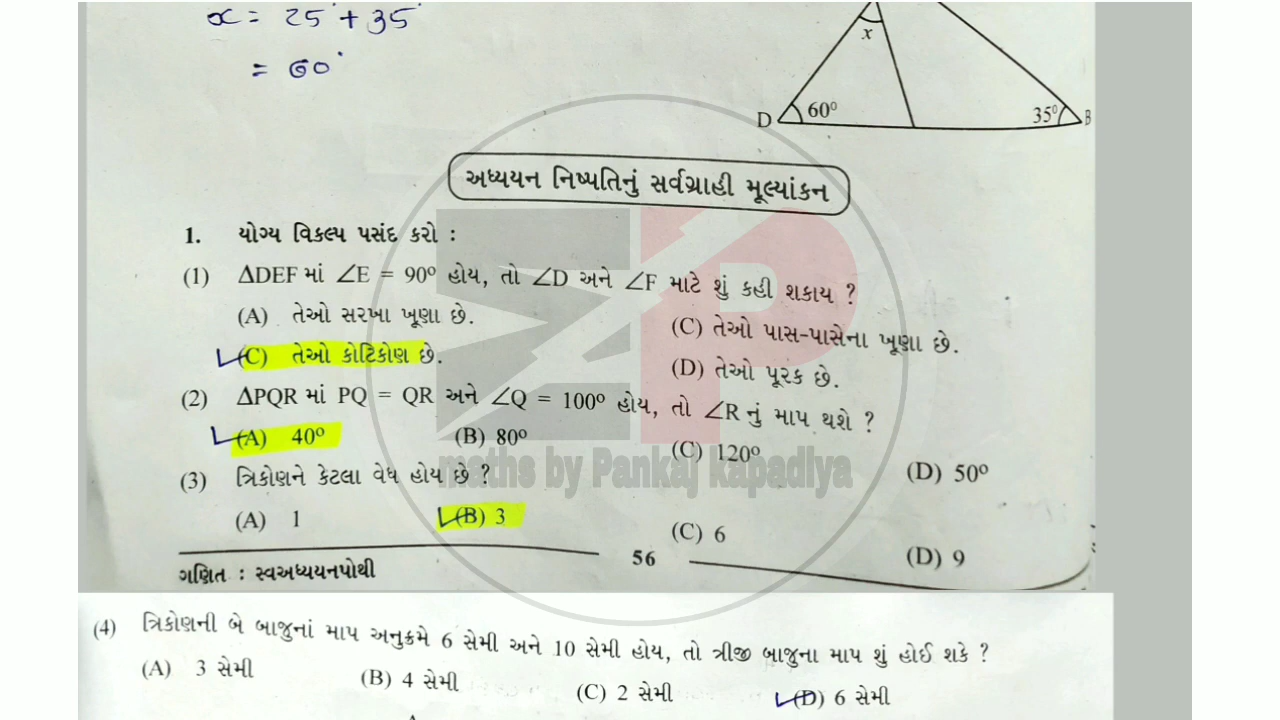 x = 25° + 35°
= 60°
x
D 60° 35° B
અધ્યયન નિષ્પતિનું સર્વગ્રાહી મૂલ્યાંકન
1. યોગ્ય વિકલ્પ પસંદ કરો :
(1) ΔDEF માં ∠E = 90° હોય, તો ∠D અને ∠F માટે શું કહી શકાય ?
(A) તેઓ સરખા ખૂણા છે. (C) તેઓ પાસ-પાસેના ખૂણા છે.
(C) તેઓ કોટિકોણ છે. (D) તેઓ પૂરક છે.
(2) ΔPQR માં PQ = QR અને ∠Q = 100° હોય, તો ∠R નું માપ થશે ?
(A) 40° (B) 80° (C) 120° (D) 50°
maths by Pankaj kapadiya
(3) ત્રિકોણને કેટલા વેધ હોય છે ?
(A) 1 (B) 3 (C) 6 (D) 9
56
ગણિત : સ્વઅધ્યયનપોથી
(4) ત્રિકોણની બે બાજુનાં માપ અનુક્રમે 6 સેમી અને 10 સેમી હોય, તો ત્રીજી બાજુના માપ શું હોઈ શકે ?
(A) 3 સેમી (B) 4 સેમી (C) 2 સેમી (D) 6 સેમી